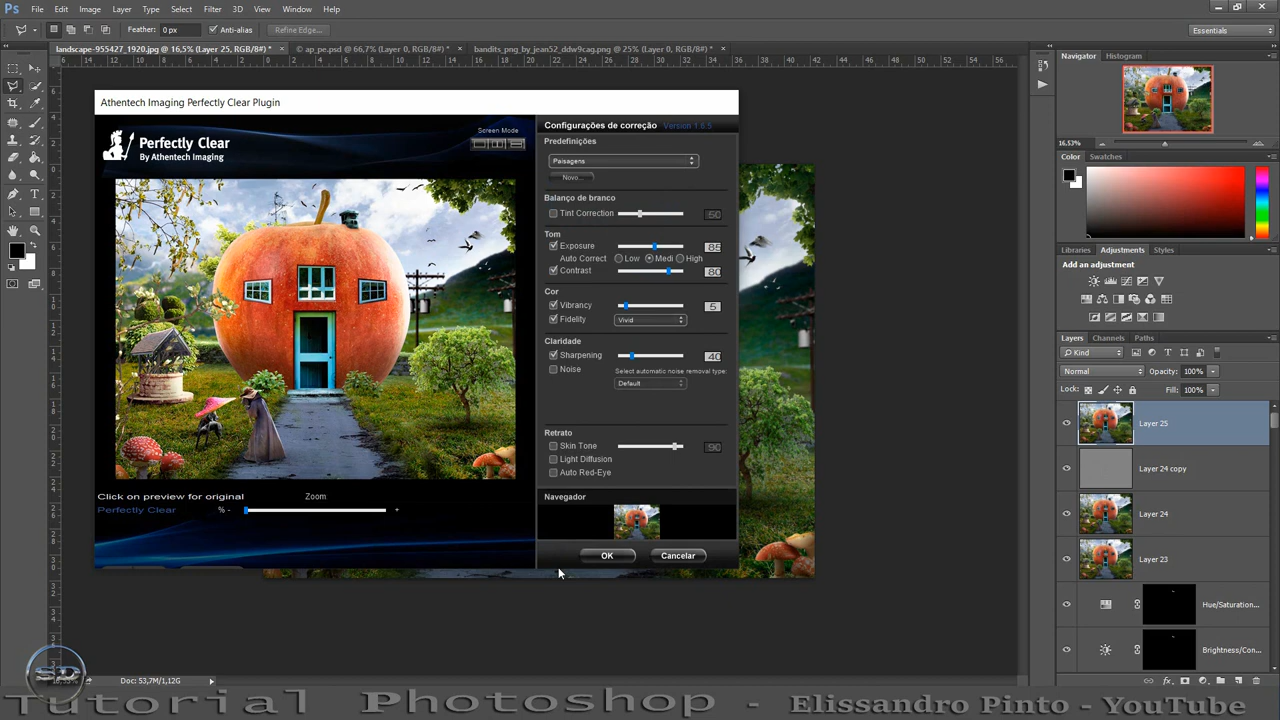 Ps File Edit Image Layer Type Select Filter 3D View Window Help
Feather: 0 px Anti-alias Refine Edge... Essentials
landscape-955427_1920.jpg @ 16,5% (Layer 25, RGB/8#) * × © ap_pe.psd @ 66,7% (Layer 0, RGB/8#) * × bandits_png_by_jean52_ddw9cag.png @ 25% (Layer 0, RGB/8#) * ×
Navigator Histogram
16,53%
Color Swatches
Libraries Adjustments Styles
Add an adjustment
Layers Channels Paths
Kind
Normal Opacity: 100%
Lock: Fill: 100%
Layer 25
Layer 24 copy
Layer 24
Layer 23
Hue/Saturation...
Brightness/Con...
Athentech Imaging Perfectly Clear Plugin
Perfectly Clear
By Athentech Imaging
Screen Mode
Click on preview for original
Zoom
Perfectly Clear
% - +
Configurações de correção Version 1.6.5
Predefinições
Paisagens
Novo...
Balanço de branco
Tint Correction 50
Tom
Exposure 85
Auto Correct Low Medi High
Contrast 80
Cor
Vibrancy 5
Fidelity Vivid
Claridade
Sharpening 40
Noise Select automatic noise removal type:
Default
Retrato
Skin Tone 90
Light Diffusion
Auto Red-Eye
Navegador
OK Cancelar
Doc: 53,7M/1,12G
SD
Tutorial Photoshop - Elissandro Pinto - YouTube